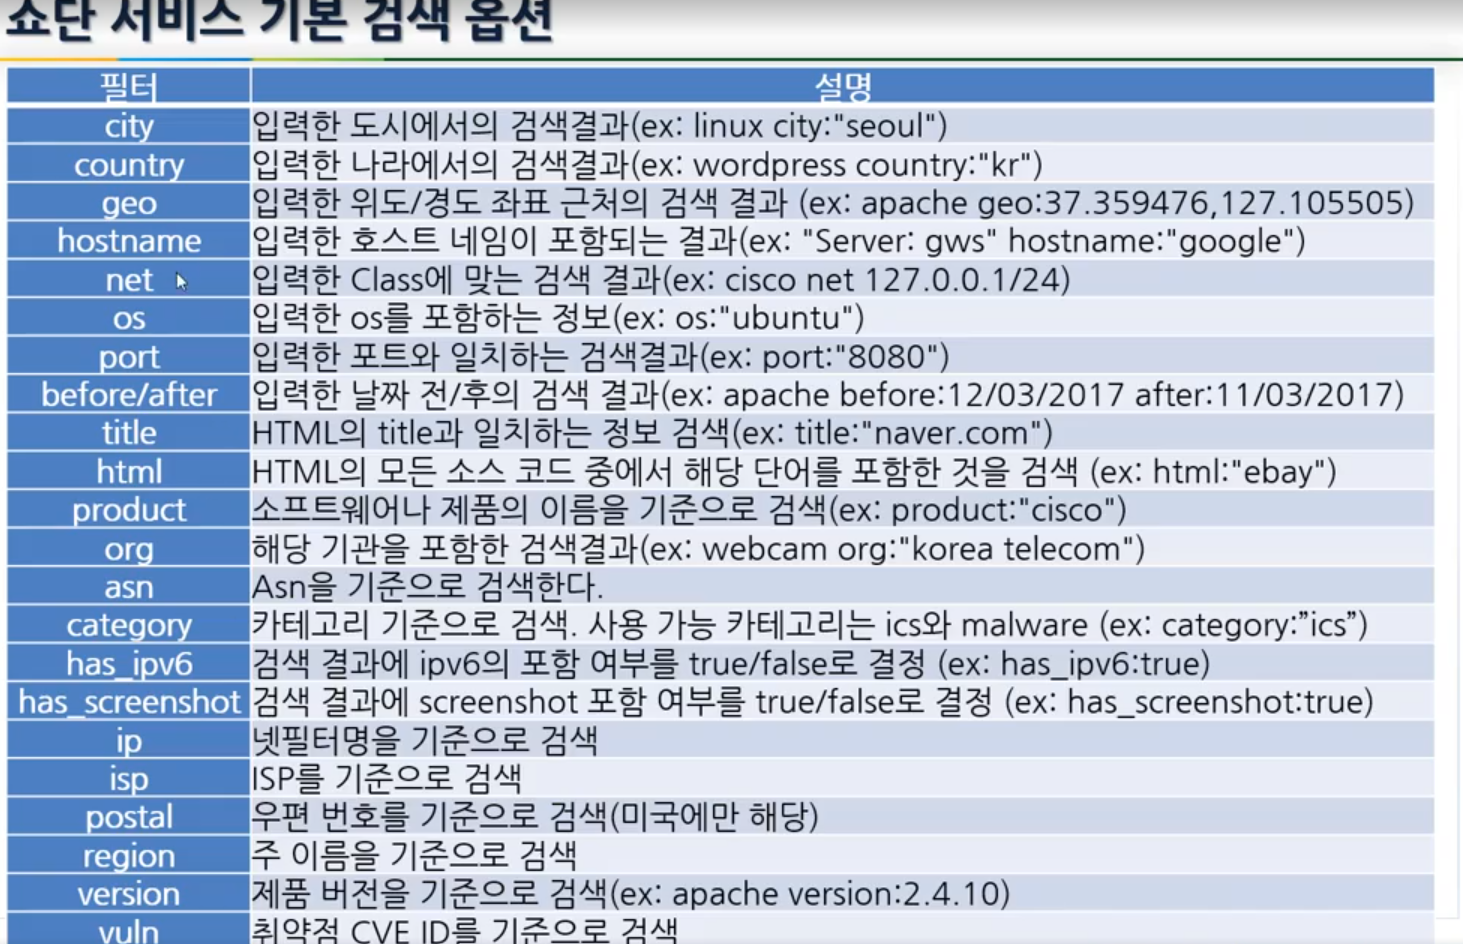 쇼단 서비스 기본 검색 옵션
필터 설명
city 입력한 도시에서의 검색결과(ex: linux city:"seoul")
country 입력한 나라에서의 검색결과(ex: wordpress country:"kr")
geo 입력한 위도/경도 좌표 근처의 검색 결과 (ex: apache geo:37.359476,127.105505)
hostname 입력한 호스트 네임이 포함되는 결과(ex: "Server: gws" hostname:"google")
net 입력한 Class에 맞는 검색 결과(ex: cisco net 127.0.0.1/24)
os 입력한 os를 포함하는 정보(ex: os:"ubuntu")
port 입력한 포트와 일치하는 검색결과(ex: port:"8080")
before/after 입력한 날짜 전/후의 검색 결과(ex: apache before:12/03/2017 after:11/03/2017)
title HTML의 title과 일치하는 정보 검색(ex: title:"naver.com")
html HTML의 모든 소스 코드 중에서 해당 단어를 포함한 것을 검색 (ex: html:"ebay")
product 소프트웨어나 제품의 이름을 기준으로 검색(ex: product:"cisco")
org 해당 기관을 포함한 검색결과(ex: webcam org:"korea telecom")
asn Asn을 기준으로 검색한다.
category 카테고리 기준으로 검색. 사용 가능 카테고리는 ics와 malware (ex: category:”ics”)
has_ipv6 검색 결과에 ipv6의 포함 여부를 true/false로 결정 (ex: has_ipv6:true)
has_screenshot 검색 결과에 screenshot 포함 여부를 true/false로 결정 (ex: has_screenshot:true)
ip 넷필터명을 기준으로 검색
isp ISP를 기준으로 검색
postal 우편 번호를 기준으로 검색(미국에만 해당)
region 주 이름을 기준으로 검색
version 제품 버전을 기준으로 검색(ex: apache version:2.4.10)
vuln 취약점 CVE ID를 기준으로 검색